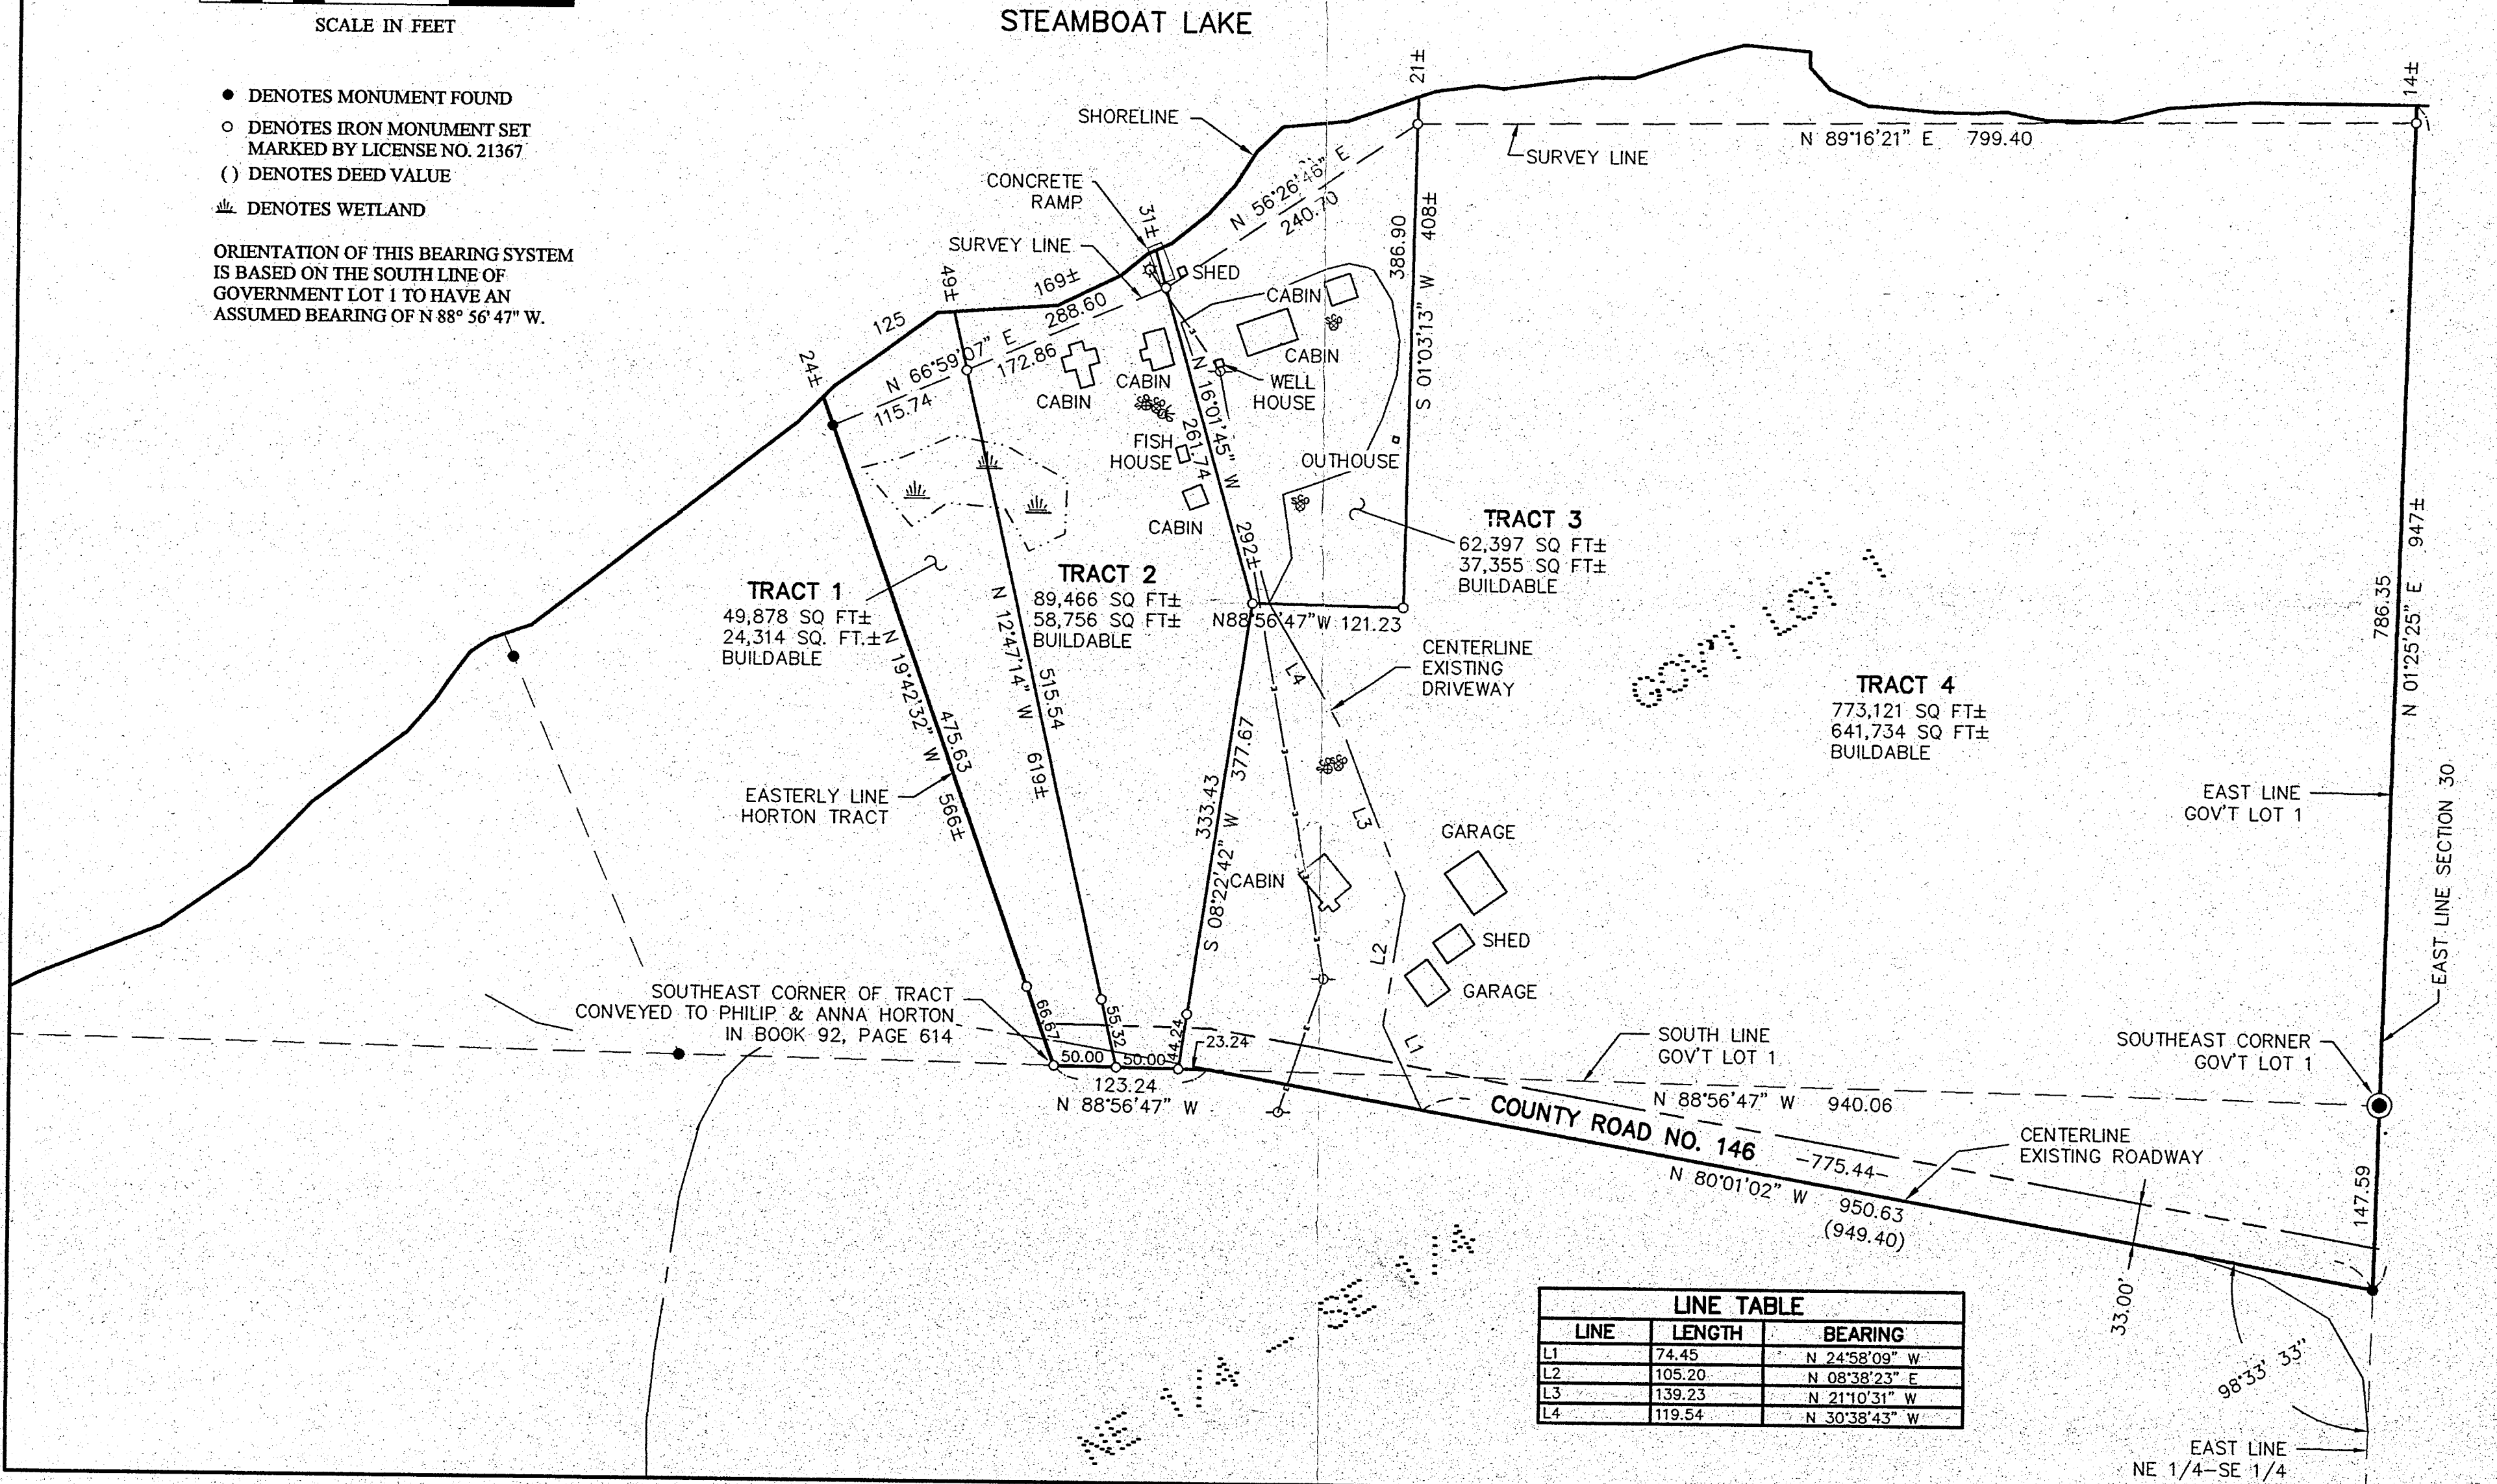 SCALE IN FEET
STEAMBOAT LAKE
● DENOTES MONUMENT FOUND
○ DENOTES IRON MONUMENT SET
MARKED BY LICENSE NO. 21367
( ) DENOTES DEED VALUE
DENOTES WETLAND
ORIENTATION OF THIS BEARING SYSTEM
IS BASED ON THE SOUTH LINE OF
GOVERNMENT LOT 1 TO HAVE AN
ASSUMED BEARING OF N 88° 56' 47" W.
21±
14±
SHORELINE
N 89°16'21" E 799.40
SURVEY LINE
CONCRETE
RAMP
31±
N 56°26'46" E
240.70
SURVEY LINE
SHED
49±
169±
288.60
125
24±
N 66°59'07" E
172.86
115.74
CABIN
CABIN
CABIN
CABIN
WELL
HOUSE
386.90
408±
S 01°03'13" W
N 16°01'45" W
261.74
292±
FISH
HOUSE
OUTHOUSE
CABIN
TRACT 1
49,878 SQ FT±
24,314 SQ. FT.±
BUILDABLE
TRACT 2
89,466 SQ FT±
58,756 SQ FT±
BUILDABLE
TRACT 3
62,397 SQ FT±
37,355 SQ FT±
BUILDABLE
GOV'T LOT 1
TRACT 4
773,121 SQ FT±
641,734 SQ FT±
BUILDABLE
N88°56'47"W 121.23
CENTERLINE
EXISTING
DRIVEWAY
L4
N 19°42'32" W
475.63
566±
N 12°47'14" W
515.54
619±
333.43
377.67
S 08°22'42" W
947±
786.35
N 01°25'25" E
EASTERLY LINE
HORTON TRACT
L3
GARAGE
CABIN
L2
SHED
GARAGE
L1
EAST LINE
GOV'T LOT 1
EAST LINE SECTION 30
SOUTHEAST CORNER OF TRACT
CONVEYED TO PHILIP & ANNA HORTON
IN BOOK 92, PAGE 614
66.67
55.32
44.24
50.00
50.00
23.24
123.24
N 88°56'47" W
SOUTH LINE
GOV'T LOT 1
SOUTHEAST CORNER
GOV'T LOT 1
N 88°56'47" W 940.06
COUNTY ROAD NO. 146
-775.44-
CENTERLINE
EXISTING ROADWAY
N 80°01'02" W 950.63
(949.40)
147.59
33.00'
98°33' 33"
NE 1/4 - SE 1/4
LINE TABLE
LINE LENGTH BEARING
L1 74.45 N 24°58'09" W
L2 105.20 N 08°38'23" E
L3 139.23 N 21°10'31" W
L4 119.54 N 30°38'43" W
EAST LINE
NE 1/4-SE 1/4